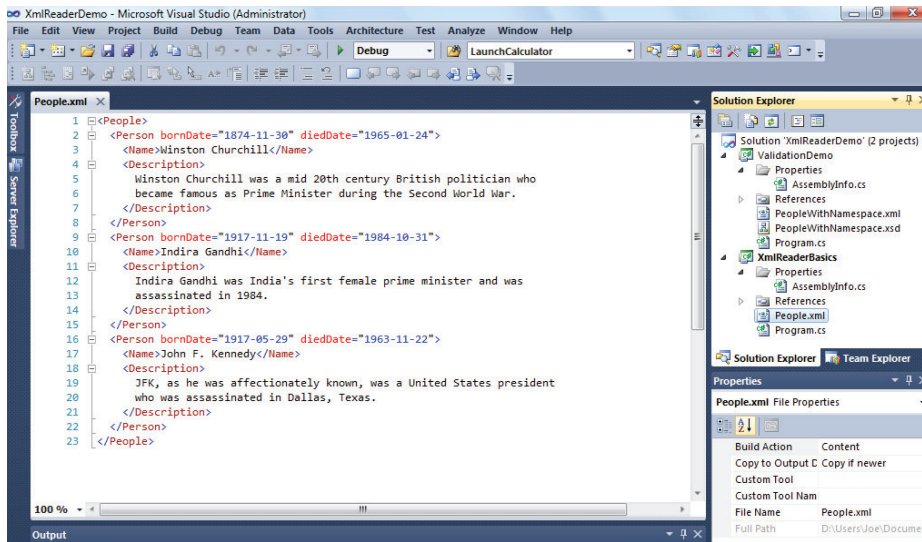 XmlReaderDemo - Microsoft Visual Studio (Administrator)
File Edit View Project Build Debug Team Data Tools Architecture Test Analyze Window Help
Debug LaunchCalculator
Toolbox
Server Explorer
People.xml
1 <People>
2 <Person bornDate="1874-11-30" diedDate="1965-01-24">
3 <Name>Winston Churchill</Name>
4 <Description>
5 Winston Churchill was a mid 20th century British politician who
6 became famous as Prime Minister during the Second World War.
7 </Description>
8 </Person>
9 <Person bornDate="1917-11-19" diedDate="1984-10-31">
10 <Name>Indira Gandhi</Name>
11 <Description>
12 Indira Gandhi was India's first female prime minister and was
13 assassinated in 1984.
14 </Description>
15 </Person>
16 <Person bornDate="1917-05-29" diedDate="1963-11-22">
17 <Name>John F. Kennedy</Name>
18 <Description>
19 JFK, as he was affectionately known, was a United States president
20 who was assassinated in Dallas, Texas.
21 </Description>
22 </Person>
23 </People>
100 %
Output
Solution Explorer
Solution 'XmlReaderDemo' (2 projects)
ValidationDemo
Properties
AssemblyInfo.cs
References
PeopleWithNamespace.xml
PeopleWithNamespace.xsd
Program.cs
XmlReaderBasics
Properties
AssemblyInfo.cs
References
People.xml
Program.cs
Solution Explorer Team Explorer
Properties
People.xml File Properties
Build Action Content
Copy to Output D Copy if newer
Custom Tool
Custom Tool Nam
File Name People.xml
Full Path D:\Users\Joe\Docume